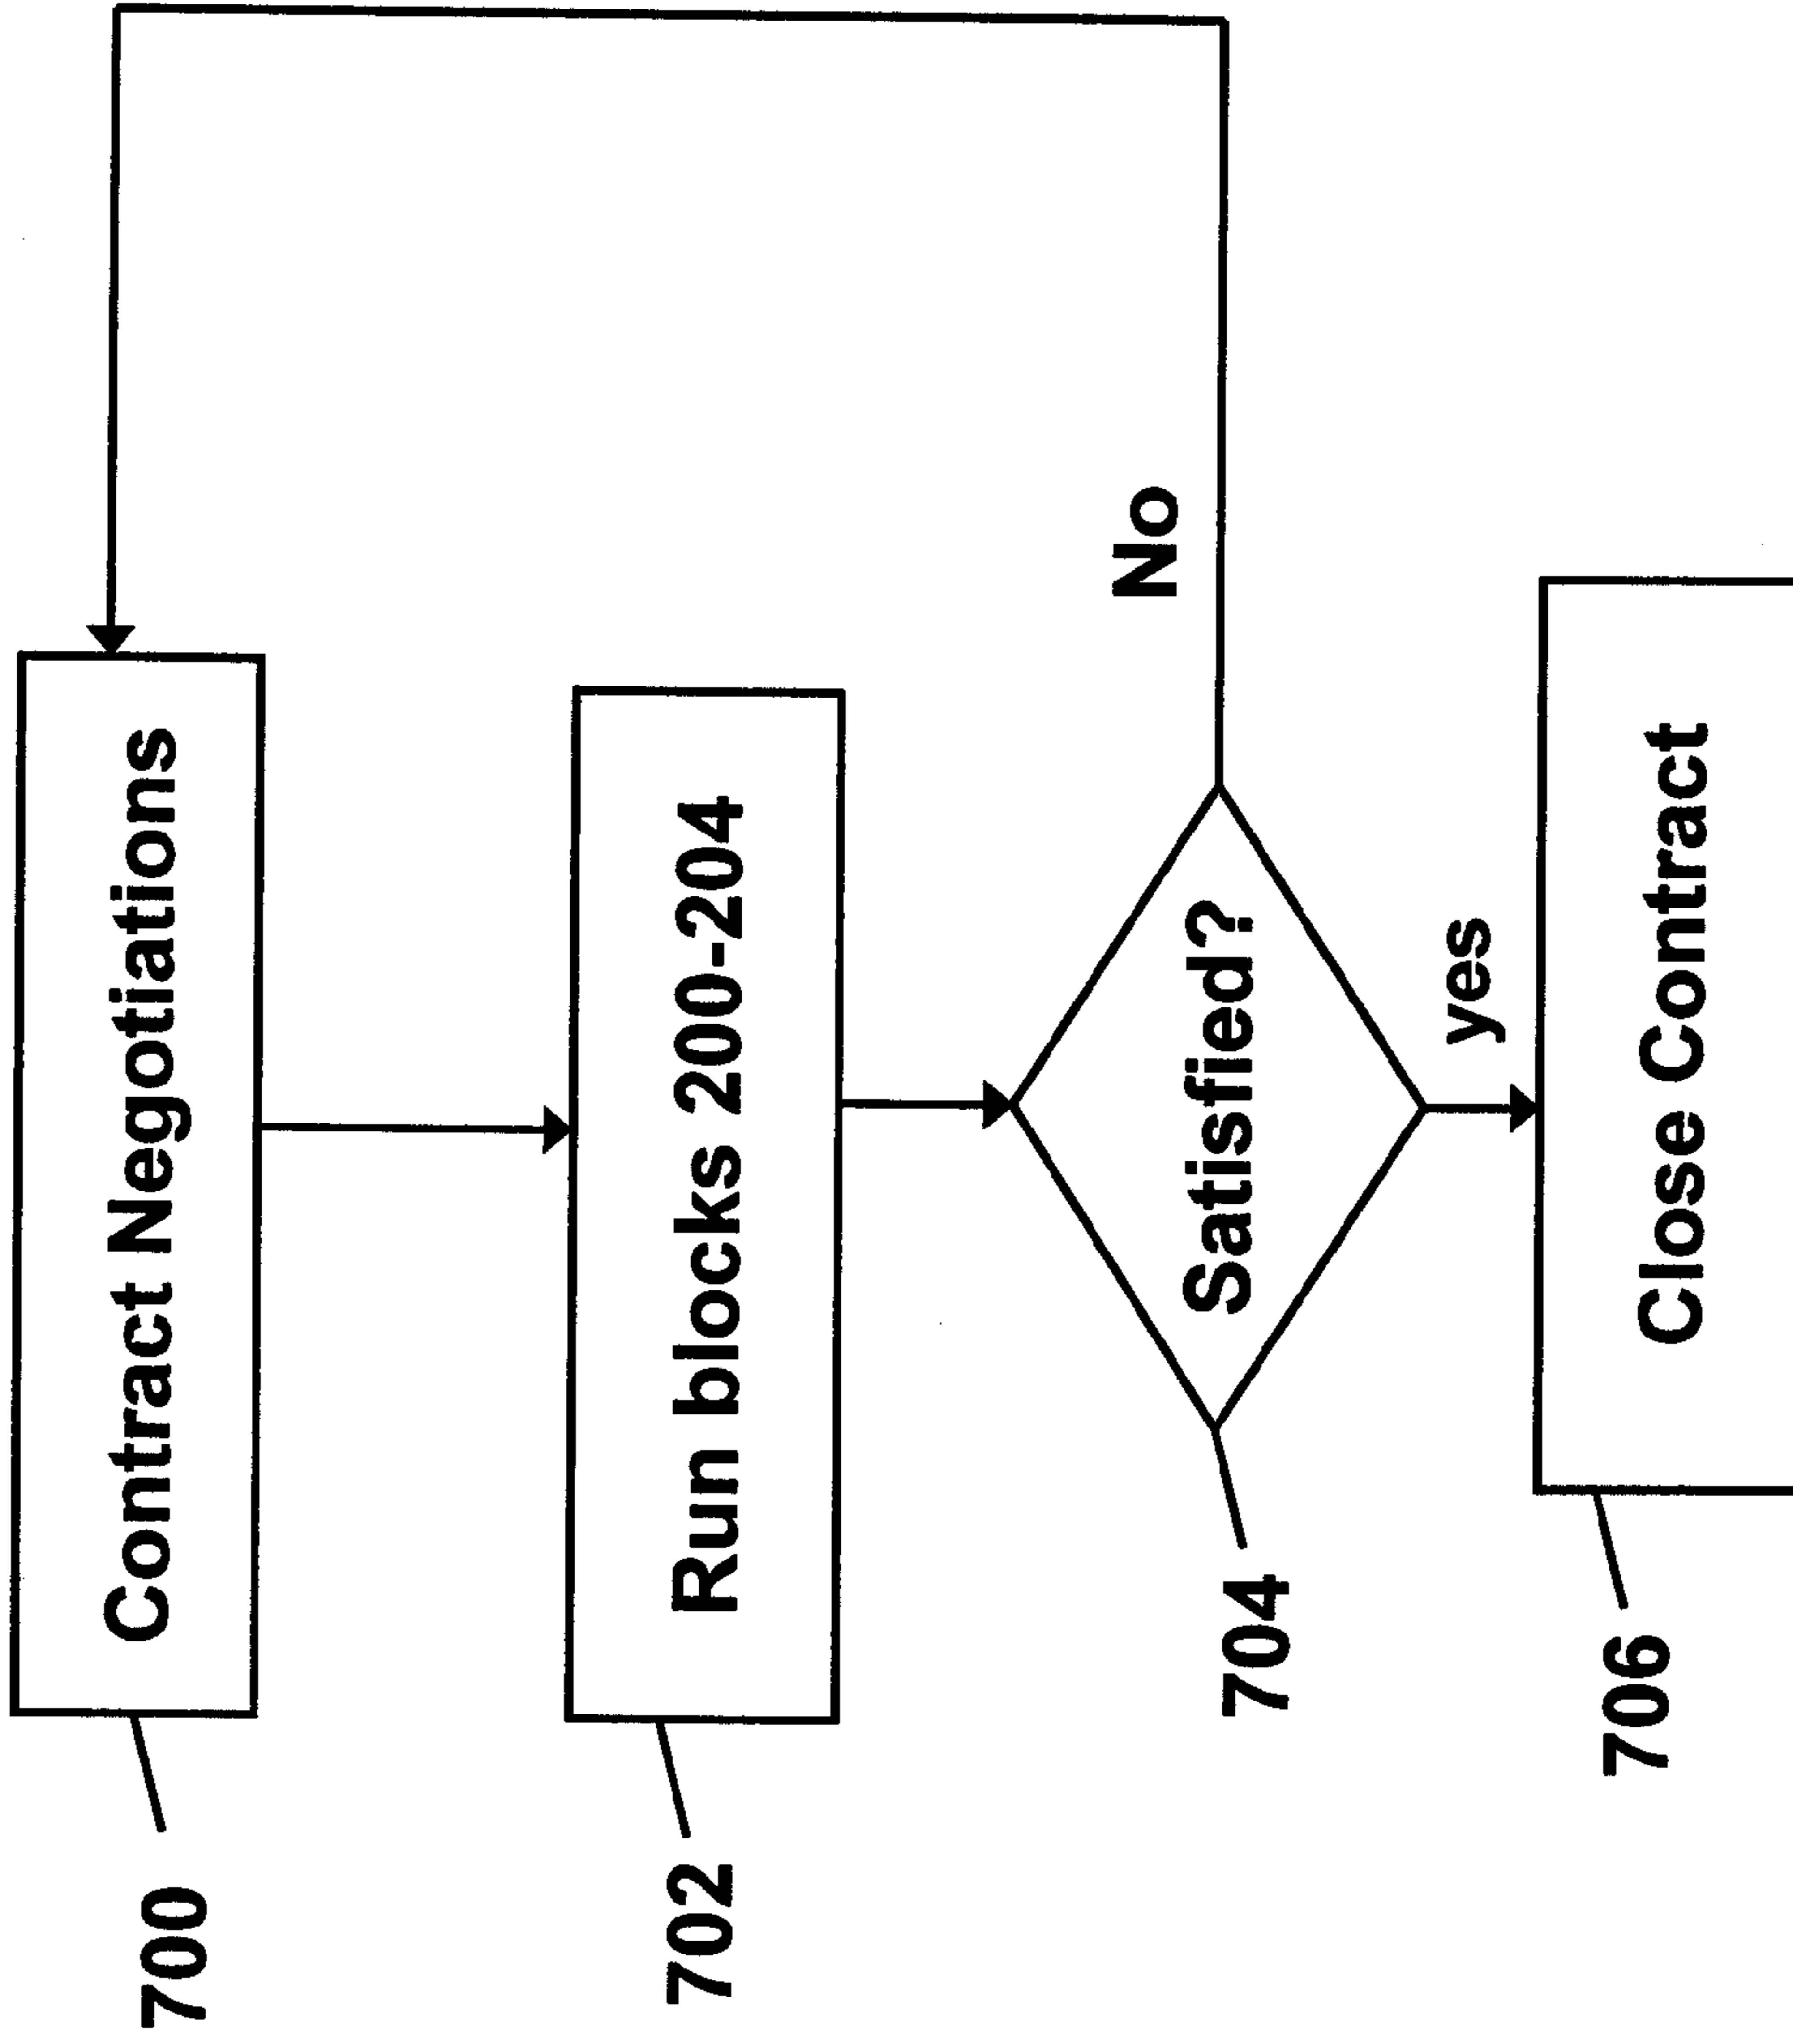 700
Contract Negotiations
702
Run blocks 200-204
704
Satisfied?
No
yes
706
Close Contract